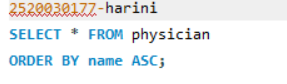 2520030177-harini
SELECT * FROM physician
ORDER BY name ASC;